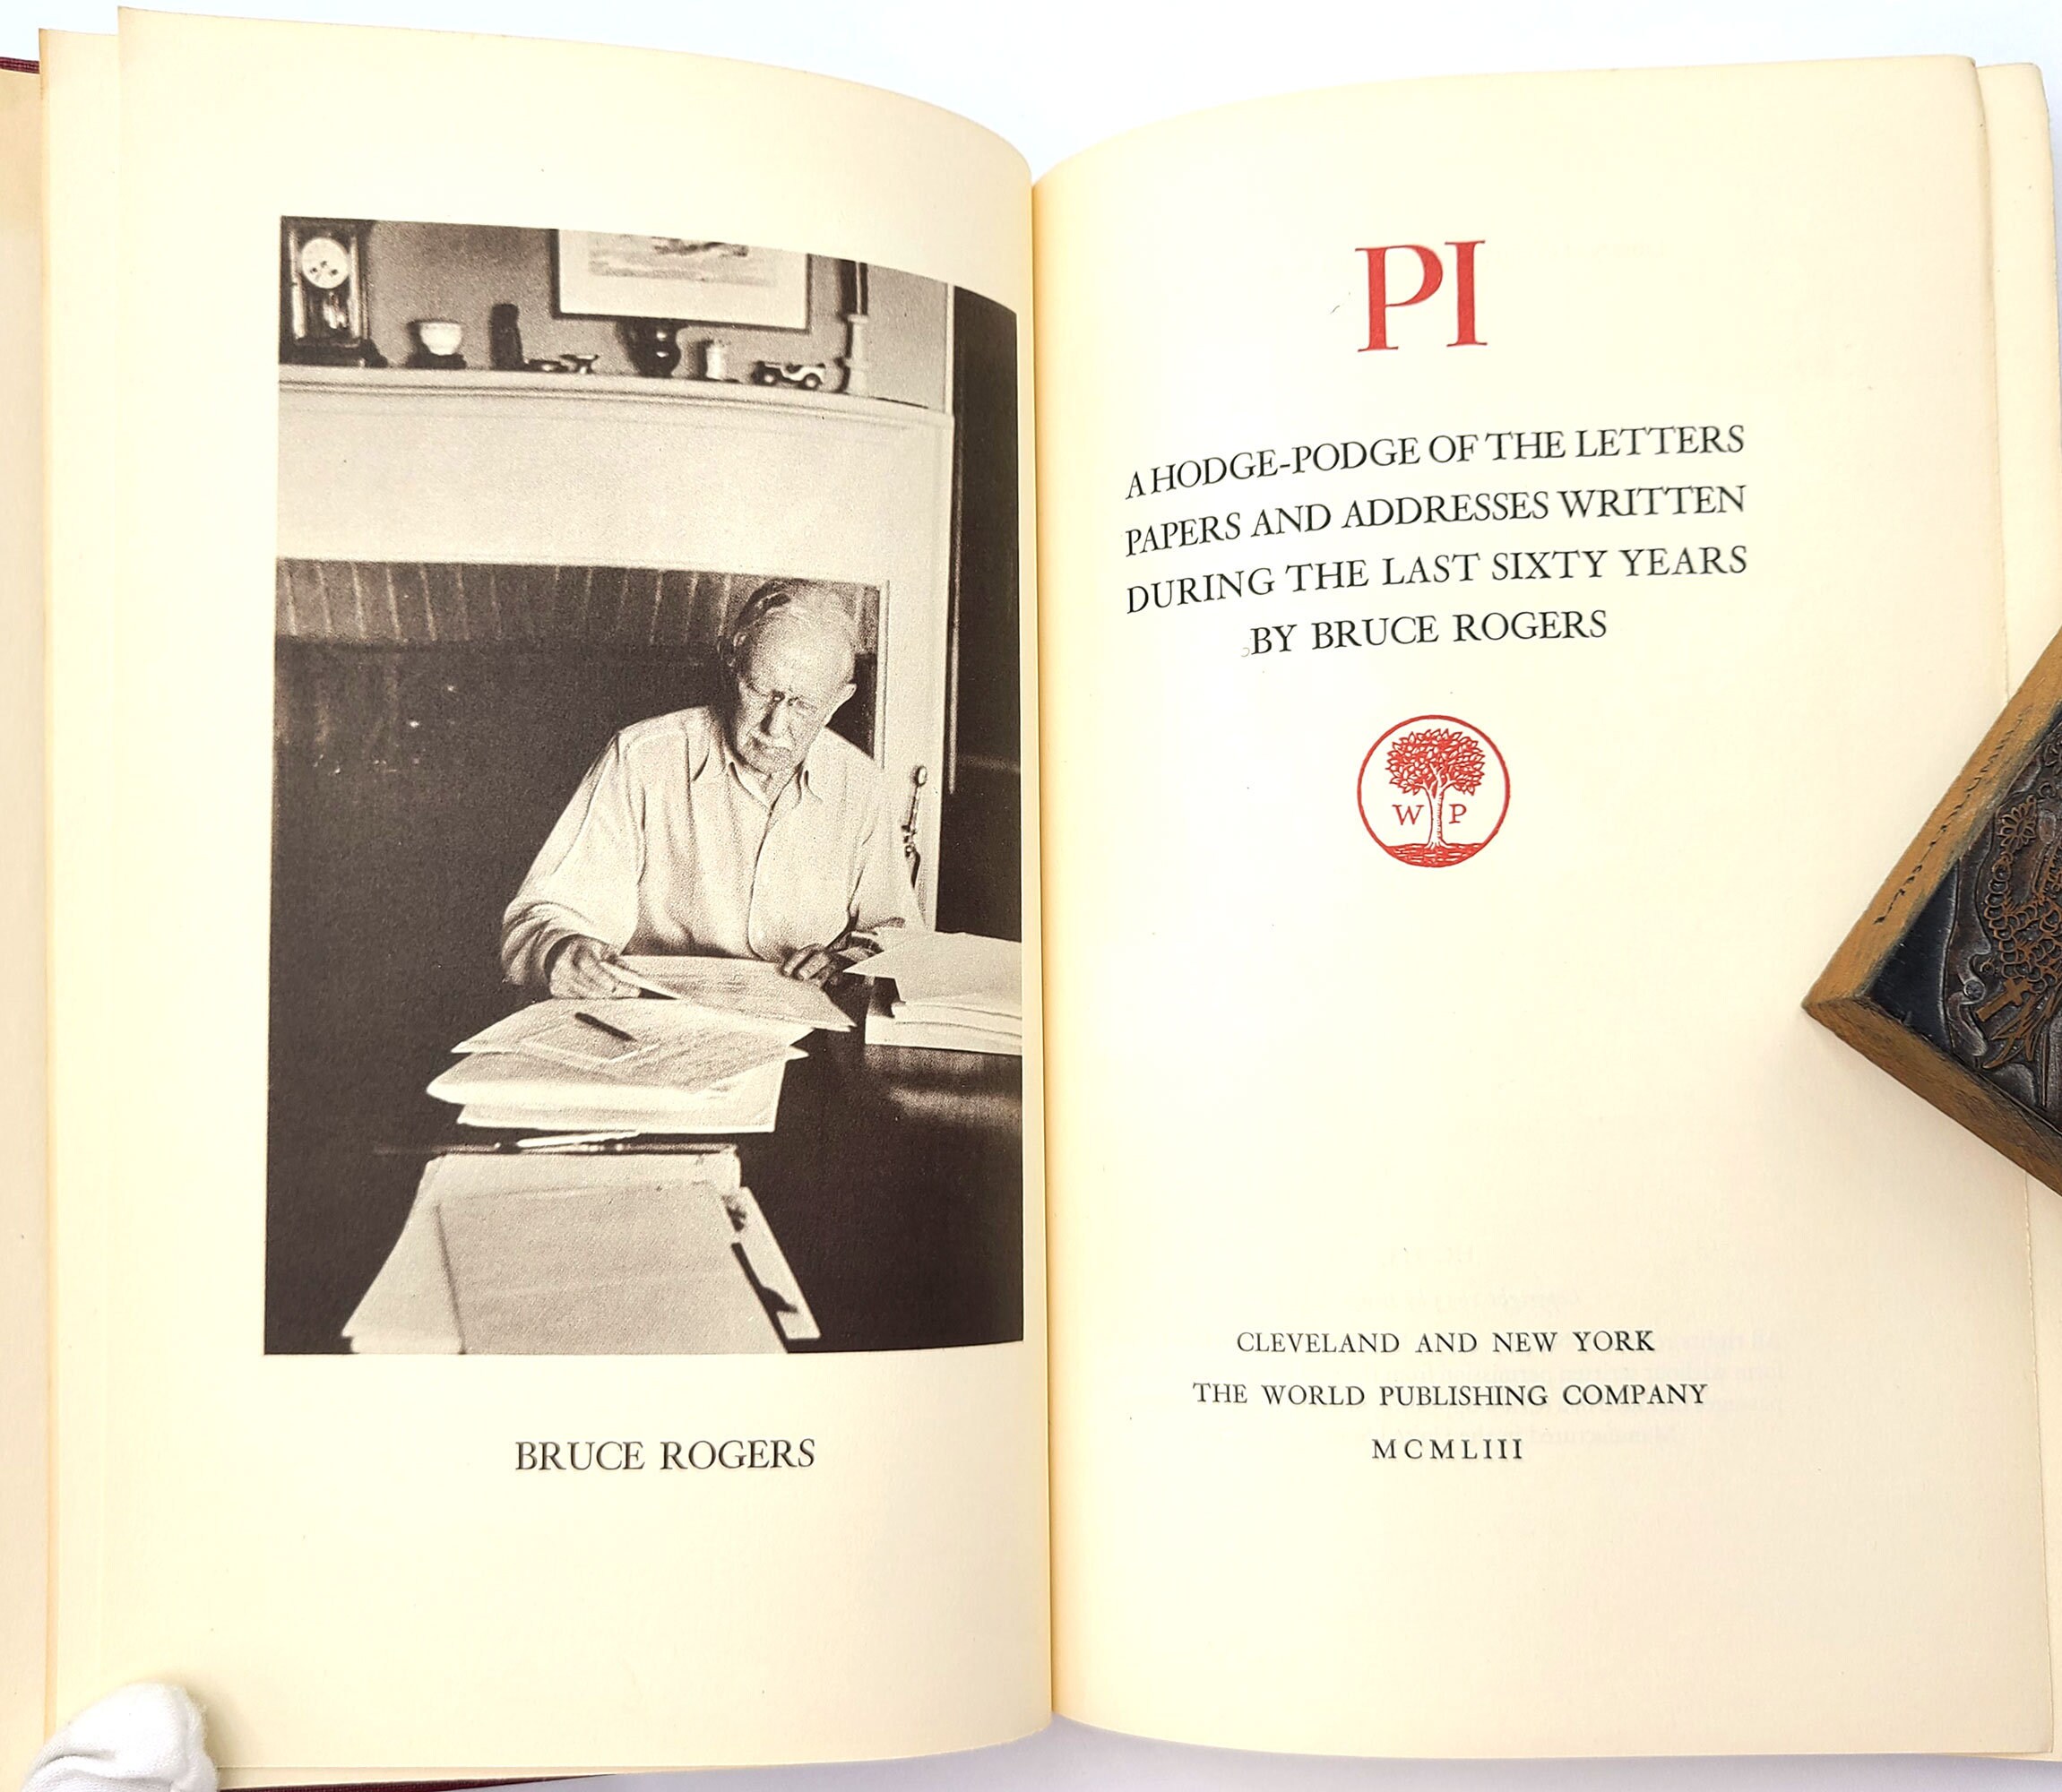 BRUCE ROGERS
PI
A HODGE-PODGE OF THE LETTERS
PAPERS AND ADDRESSES WRITTEN
DURING THE LAST SIXTY YEARS
BY BRUCE ROGERS
W P
CLEVELAND AND NEW YORK
THE WORLD PUBLISHING COMPANY
MCMLIII